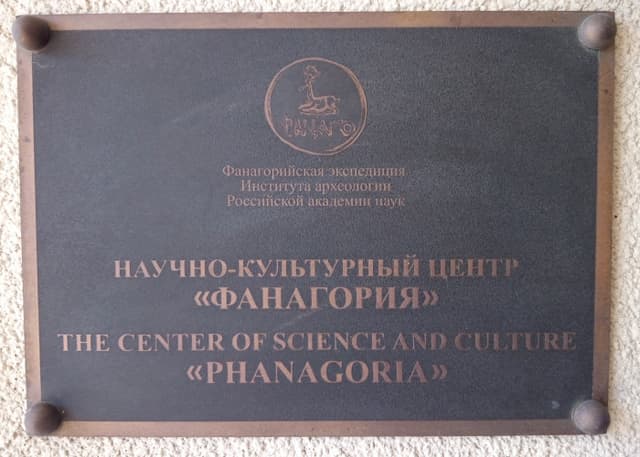 Фанагорийская экспедиция
Института археологии
Российской академии наук
НАУЧНО-КУЛЬТУРНЫЙ ЦЕНТР
«ФАНАГОРИЯ»
THE CENTER OF SCIENCE AND CULTURE
«PHANAGORIA»